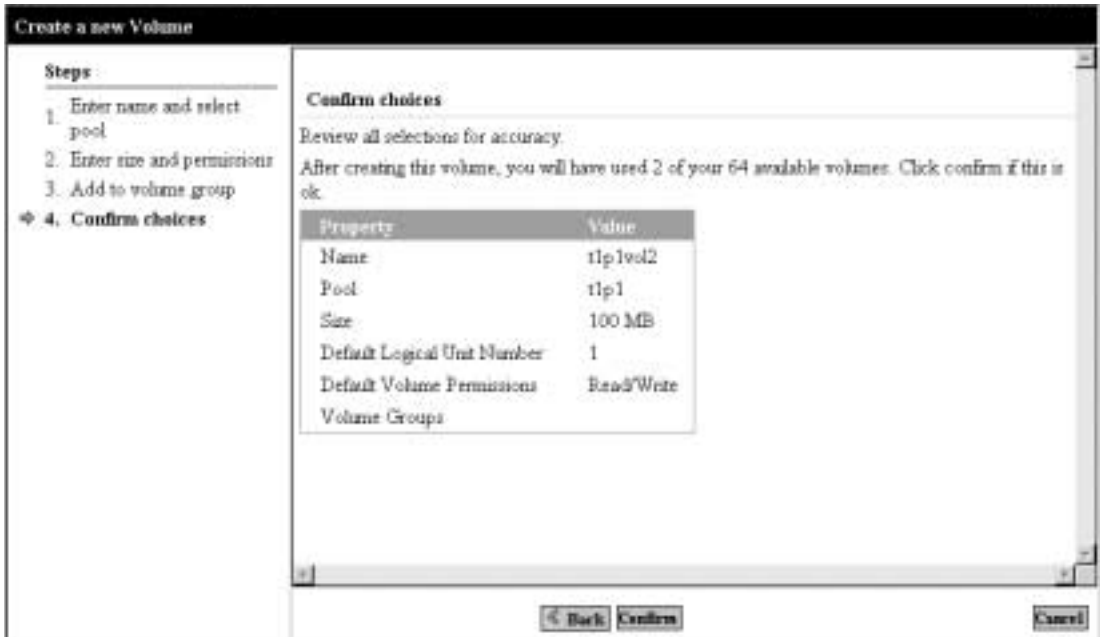 Create a new Volume
Steps
1. Enter name and select
pool
2. Enter size and permissions
3. Add to volume group
4. Confirm choices
Confirm choices
Review all selections for accuracy.
After creating this volume, you will have used 2 of your 64 available volumes. Click confirm if this is
ok.
Property Value
Name t1p1vol2
Pool t1p1
Size 100 MB
Default Logical Unit Number 1
Default Volume Permissions Read/Write
Volume Groups
Back Confirm Cancel